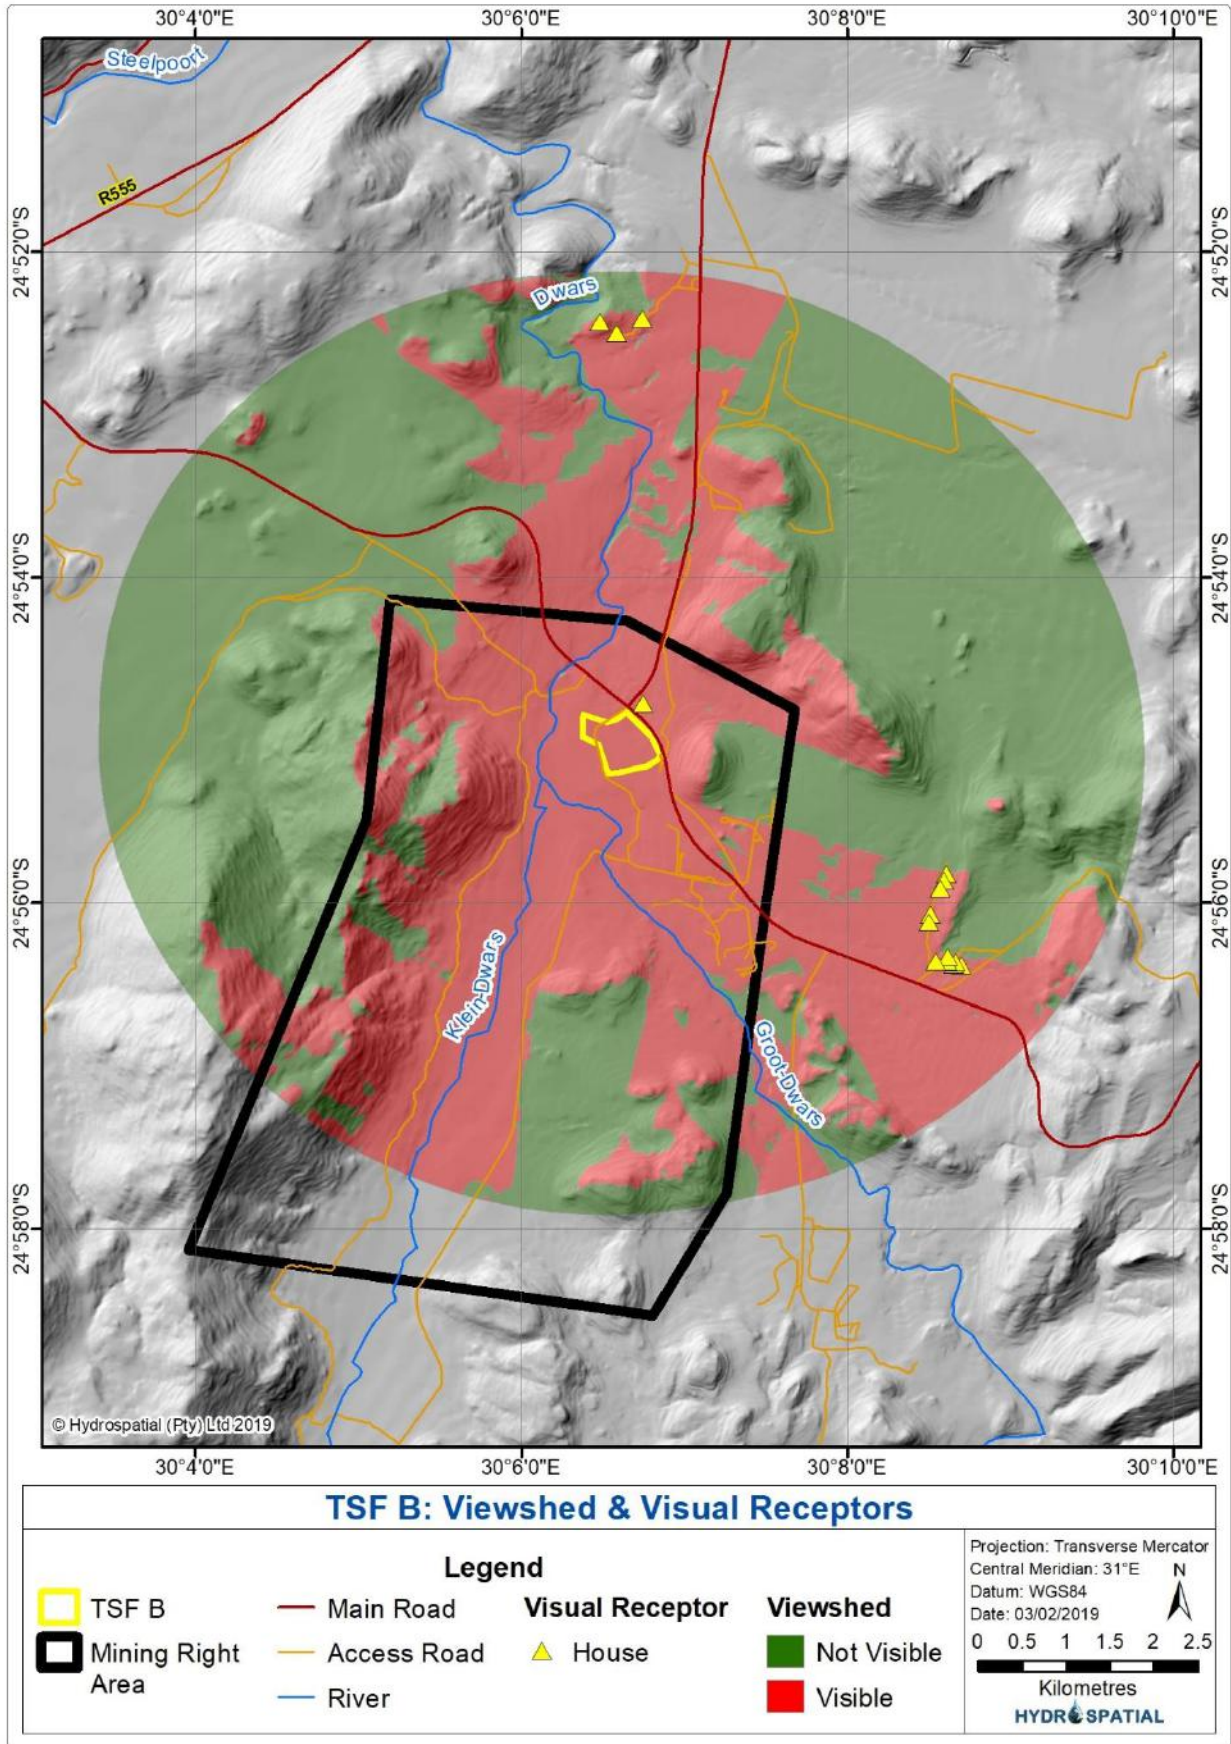 30°4'0"E 30°6'0"E 30°8'0"E 30°10'0"E
Steelpoort
R555
24°52'0"S 24°52'0"S
Dwars
24°54'0"S 24°54'0"S
24°56'0"S 24°56'0"S
Klein-Dwars
Groot-Dwars
24°58'0"S 24°58'0"S
© Hydrospatial (Pty) Ltd 2019
30°4'0"E 30°6'0"E 30°8'0"E 30°10'0"E
TSF B: Viewshed & Visual Receptors
Legend
TSF B
Mining Right
Area
Main Road
Access Road
River
Visual Receptor
House
Viewshed
Not Visible
Visible
Projection: Transverse Mercator
Central Meridian: 31°E
Datum: WGS84
Date: 03/02/2019
N
0 0.5 1 1.5 2 2.5
Kilometres
HYDROSPATIAL